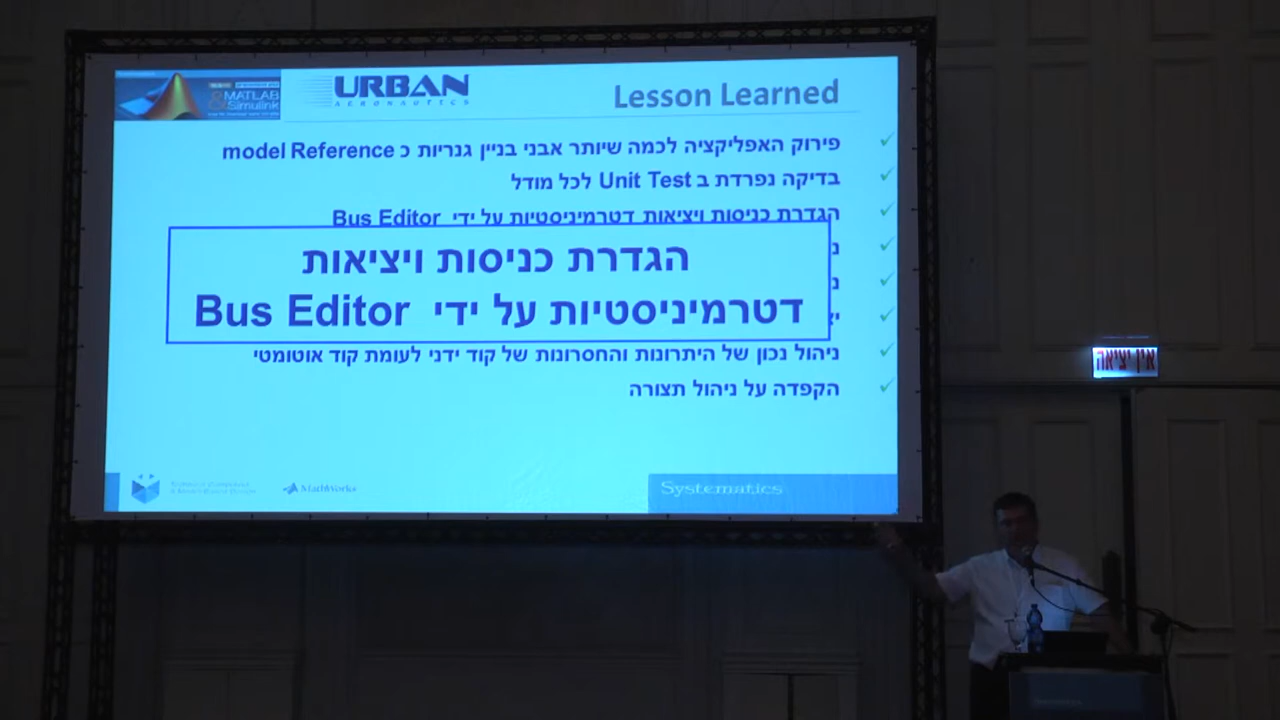 MATLAB
& Simulink
URBAN
AERONAUTICS
Lesson Learned
פירוק האפליקציה לכמה שיותר אבני בניין גנריות כ model Reference
בדיקה נפרדת ב Unit Test לכל מודל
הגדרת כניסות ויציאות דטרמיניסטיות על ידי Bus Editor
הגדרת כניסות ויציאות
דטרמיניסטיות על ידי Bus Editor
ניהול נכון של היתרונות והחסרונות של קוד ידני לעומת קוד אוטומטי
הקפדה על ניהול תצורה
MathWorks
Systematics
אין יציאה